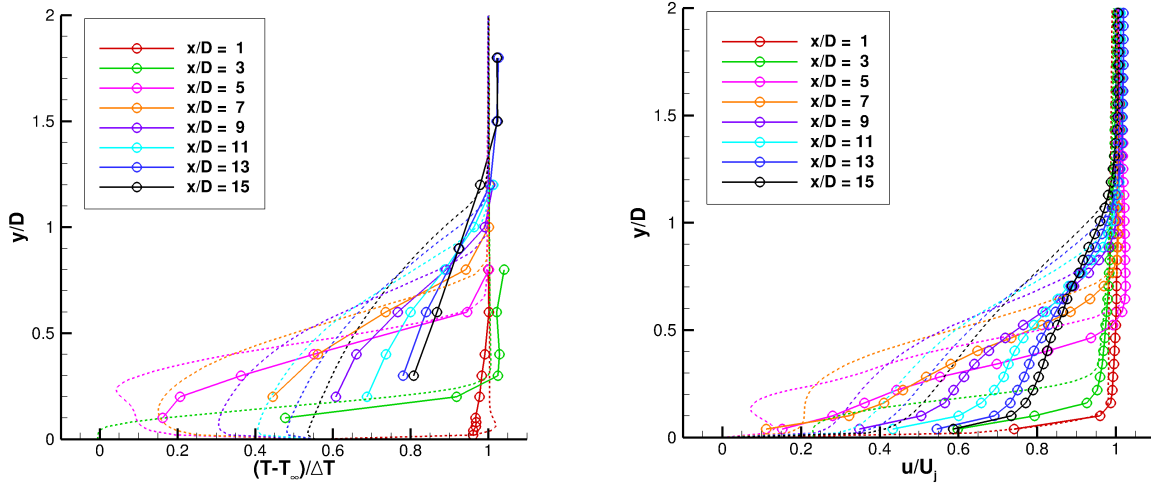 2
1.5
1
0.5
0
y/D
x/D = 1
x/D = 3
x/D = 5
x/D = 7
x/D = 9
x/D = 11
x/D = 13
x/D = 15
0 0.2 0.4 0.6 0.8 1
(T-T∞)/ΔT
2
1.5
1
0.5
0
y/D
x/D = 1
x/D = 3
x/D = 5
x/D = 7
x/D = 9
x/D = 11
x/D = 13
x/D = 15
0 0.2 0.4 0.6 0.8 1
u/Uj